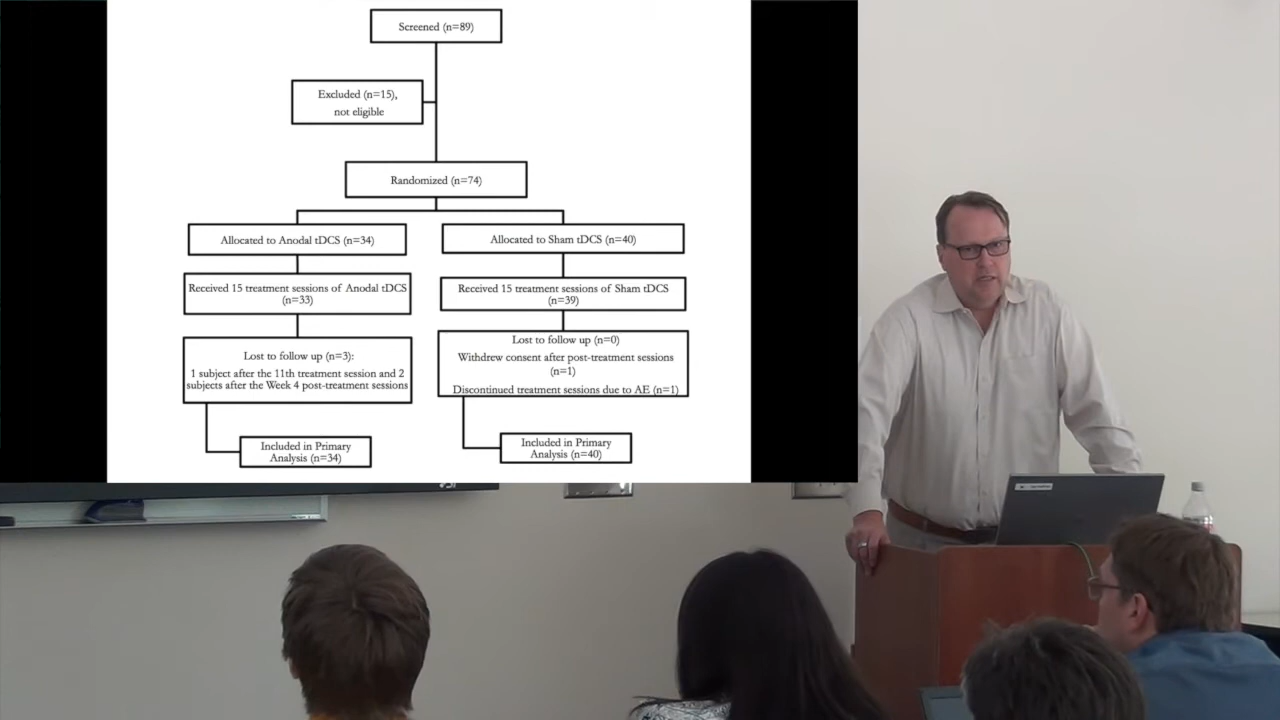 Screened (n=89)
Excluded (n=15),
not eligible
Randomized (n=74)
Allocated to Anodal tDCS (n=34)
Allocated to Sham tDCS (n=40)
Received 15 treatment sessions of Anodal tDCS
(n=33)
Received 15 treatment sessions of Sham tDCS
(n=39)
Lost to follow up (n=3):
1 subject after the 11th treatment session and 2
subjects after the Week 4 post-treatment sessions
Lost to follow up (n=0)
Withdrew consent after post-treatment sessions
(n=1)
Discontinued treatment sessions due to AE (n=1)
Included in Primary
Analysis (n=34)
Included in Primary
Analysis (n=40)